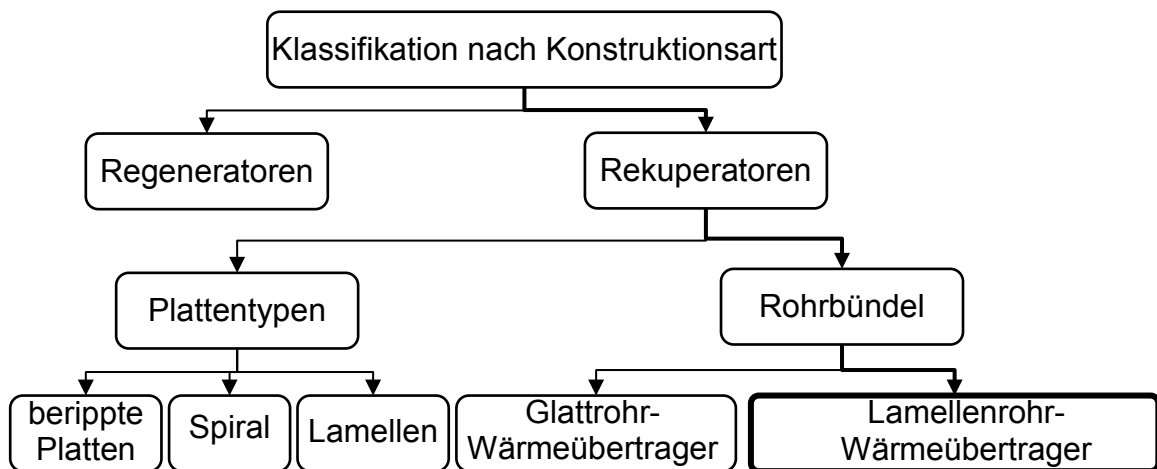 Klassifikation nach Konstruktionsart
Regeneratoren
Rekuperatoren
Plattentypen
Rohrbündel
berippte
Platten
Spiral
Lamellen
Glattrohr-
Wärmeübertrager
Lamellenrohr-
Wärmeübertrager